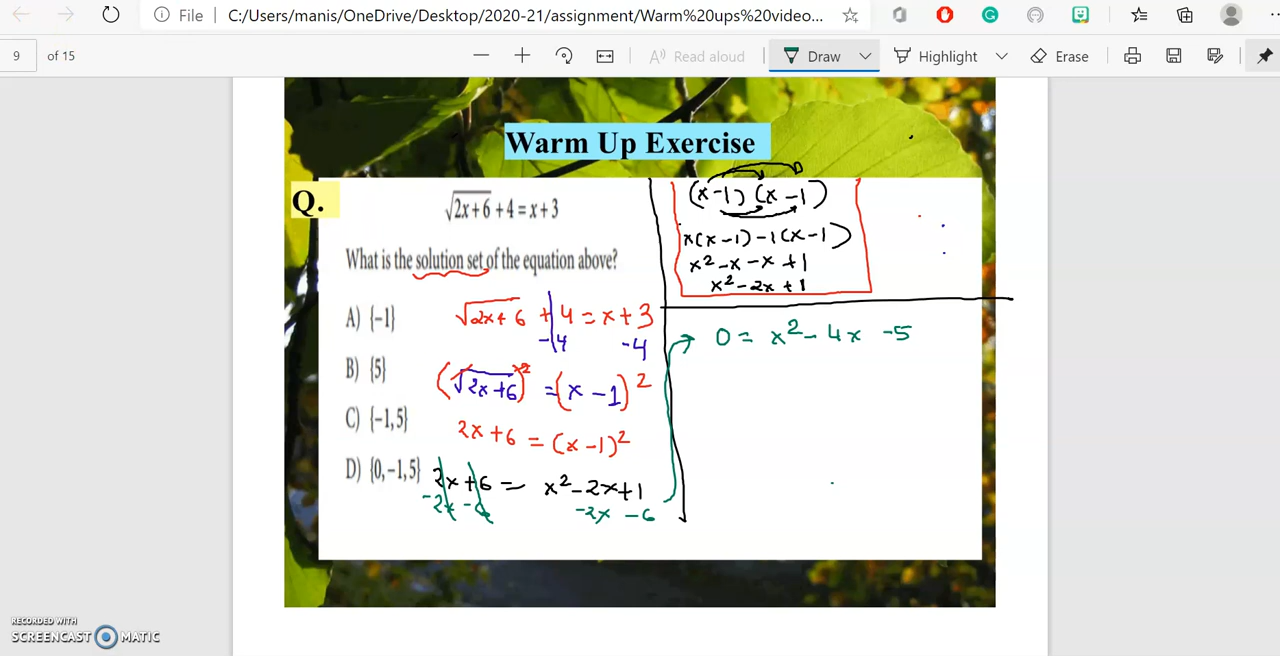 File C:/Users/manis/OneDrive/Desktop/2020-21/assignment/Warm%20ups%20video...
9 of 15 Read aloud Draw Highlight Erase
Warm Up Exercise
Q.
√2x+6 + 4 = x + 3
What is the solution set of the equation above?
A) {−1}
B) {5}
C) {−1, 5}
D) {0, −1, 5}
√2x+6 + 4 = x + 3
-4 -4
(√2x+6)^2 = (x - 1)^2
2x + 6 = (x - 1)^2
2x + 6 = x^2 - 2x + 1
-2x - 6 -2x - 6
(x - 1) (x - 1)
x(x - 1) - 1(x - 1)
x^2 - x - x + 1
x^2 - 2x + 1
0 = x^2 - 4x - 5
RECORDED WITH
SCREENCAST MATIC